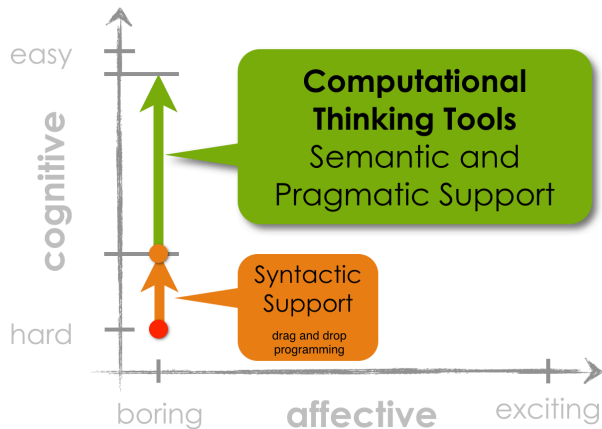 easy
Computational
Thinking Tools
Semantic and
Pragmatic Support
cognitive
Syntactic
Support
drag and drop
programming
hard
boring
affective
exciting